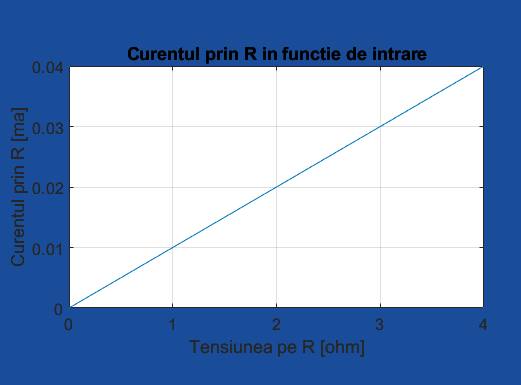 Curentul prin R in functie de intrare
Curentul prin R [ma]
0.04
0.03
0.02
0.01
0
0 1 2 3 4
Tensiunea pe R [ohm]